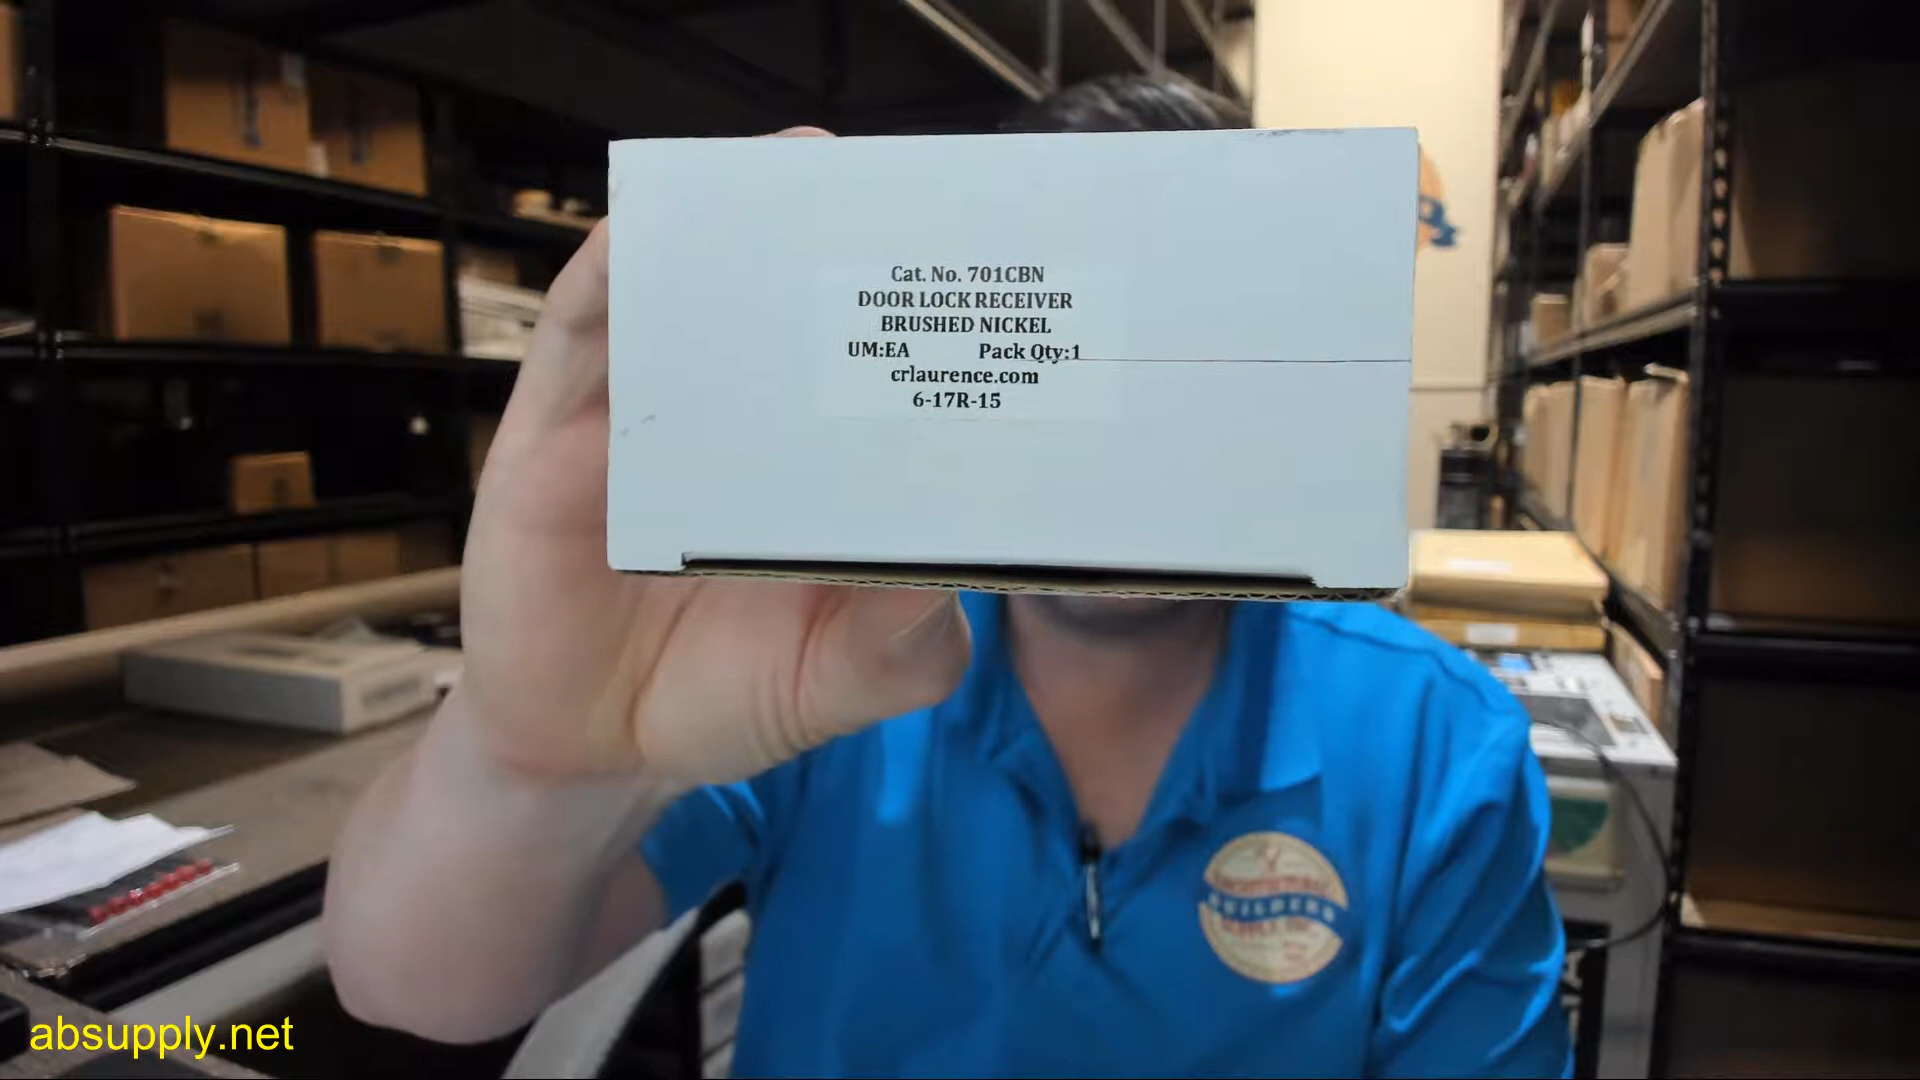 Cat. No. 701CBN
DOOR LOCK RECEIVER
BRUSHED NICKEL
UM:EA Pack Qty:1
crlaurence.com
6-17R-15
BUILDERS
absupply.net